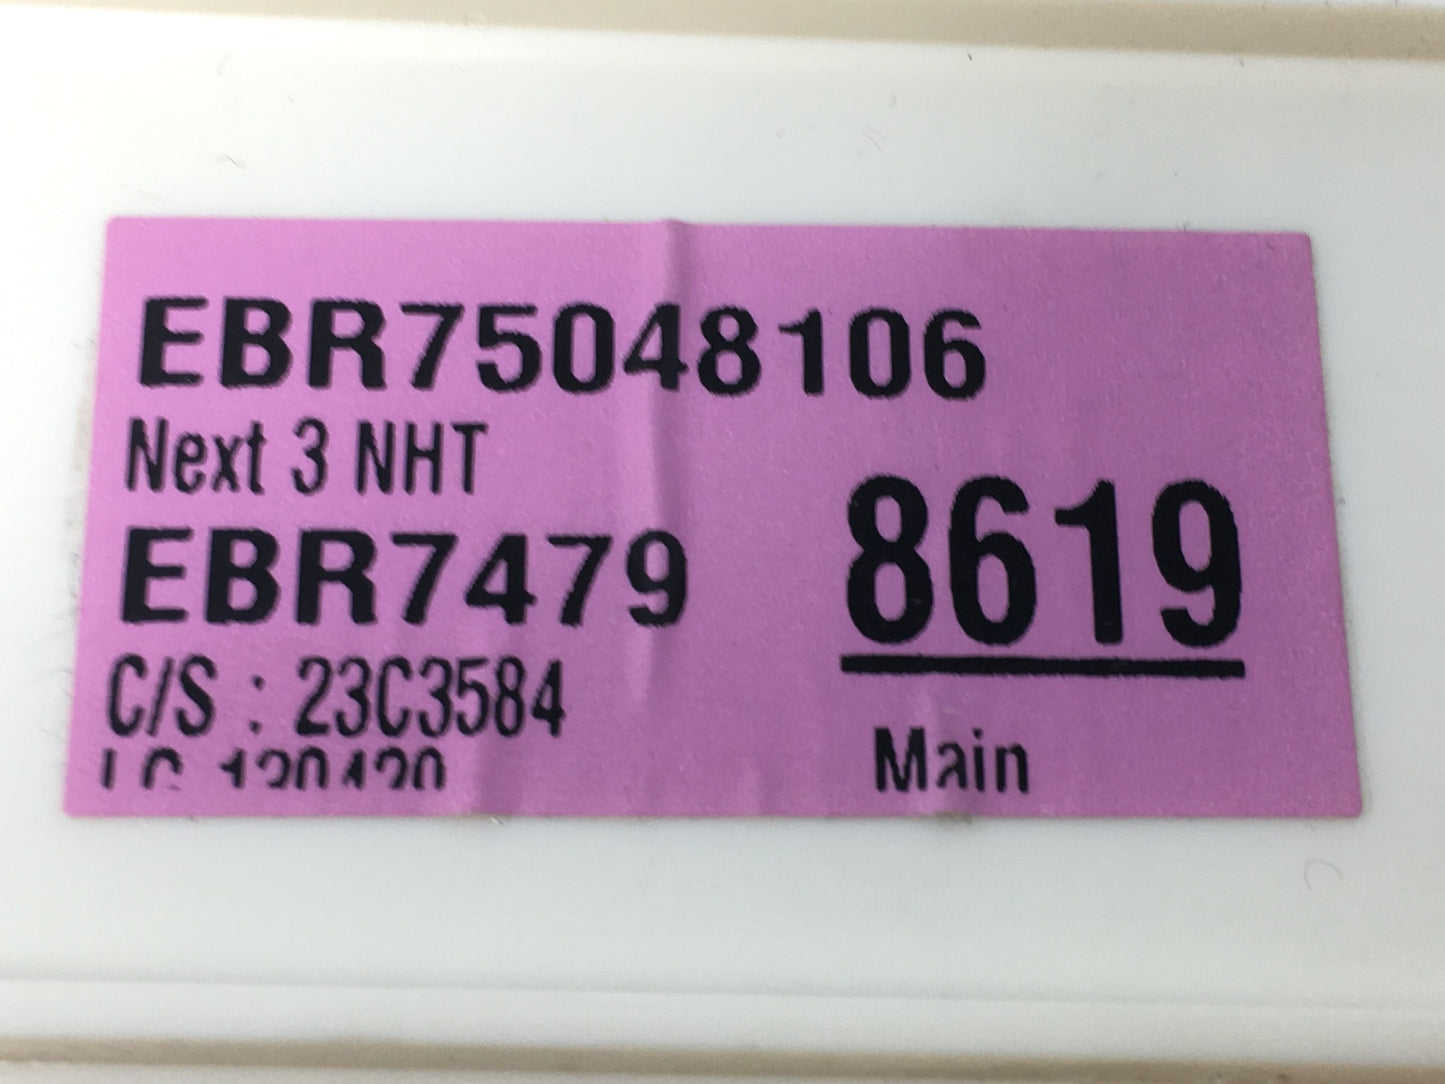 EBR75048106
Next 3 NHT
EBR7479
8619
C/S : 23C3584
Main